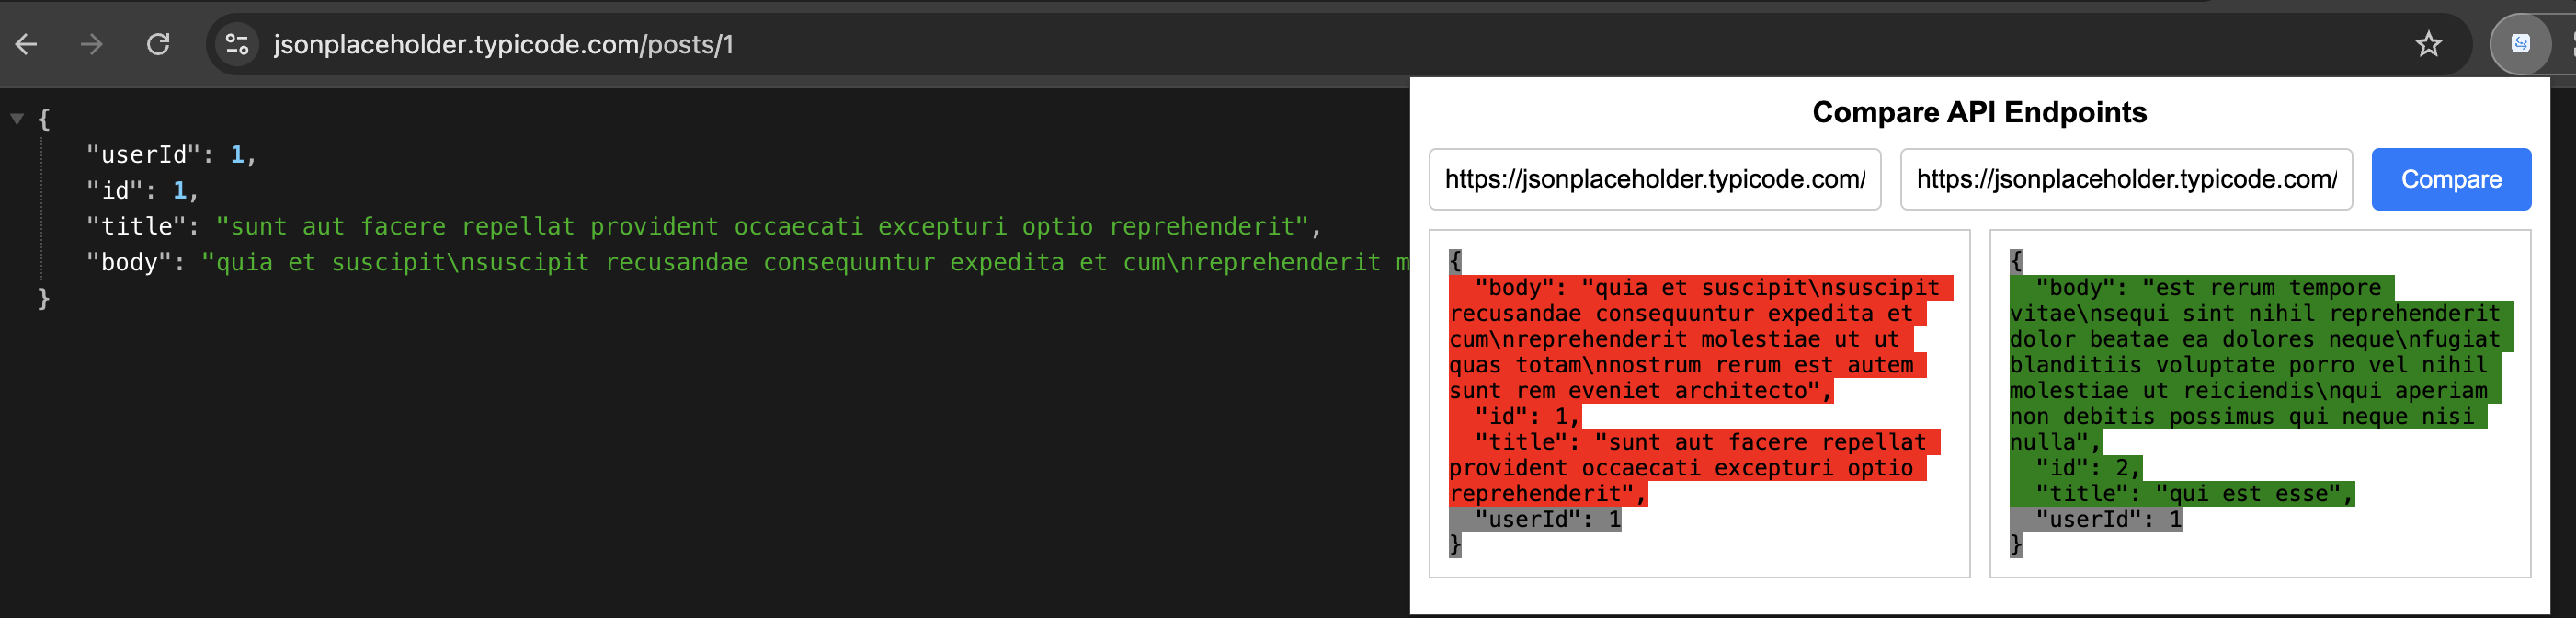 jsonplaceholder.typicode.com/posts/1
{
"userId": 1,
"id": 1,
"title": "sunt aut facere repellat provident occaecati excepturi optio reprehenderit",
"body": "quia et suscipit\nsuscipit recusandae consequuntur expedita et cum\nreprehenderit m
}
Compare API Endpoints
https://jsonplaceholder.typicode.com/
https://jsonplaceholder.typicode.com/
Compare
{
"body": "quia et suscipit\nsuscipit
recusandae consequuntur expedita et
cum\nreprehenderit molestiae ut ut
quas totam\nnostrum rerum est autem
sunt rem eveniet architecto",
"id": 1,
"title": "sunt aut facere repellat
provident occaecati excepturi optio
reprehenderit",
"userId": 1
}
{
"body": "est rerum tempore
vitae\nsequi sint nihil reprehenderit
dolor beatae ea dolores neque\nfugiat
blanditiis voluptate porro vel nihil
molestiae ut reiciendis\nqui aperiam
non debitis possimus qui neque nisi
nulla",
"id": 2,
"title": "qui est esse",
"userId": 1
}